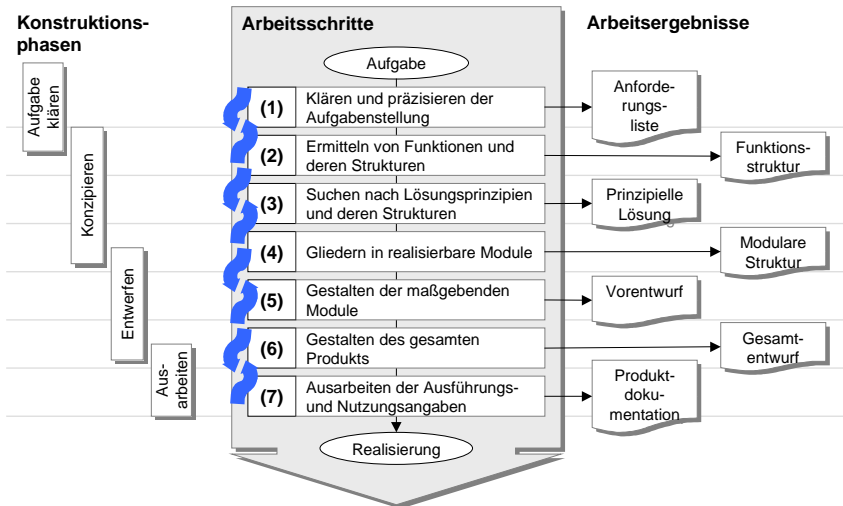 Konstruktions-
phasen
Arbeitsschritte
Arbeitsergebnisse
Aufgabe
klären
Konzipieren
Entwerfen
Aus-
arbeiten
Aufgabe
(1)
Klären und präzisieren der
Aufgabenstellung
Anforde-
rungs-
liste
(2)
Ermitteln von Funktionen und
deren Strukturen
Funktions-
struktur
(3)
Suchen nach Lösungsprinzipien
und deren Strukturen
Prinzipielle
Lösung
(4)
Gliedern in realisierbare Module
Modulare
Struktur
(5)
Gestalten der maßgebenden
Module
Vorentwurf
(6)
Gestalten des gesamten
Produkts
Gesamt-
entwurf
(7)
Ausarbeiten der Ausführungs-
und Nutzungsangaben
Produkt-
doku-
mentation
Realisierung